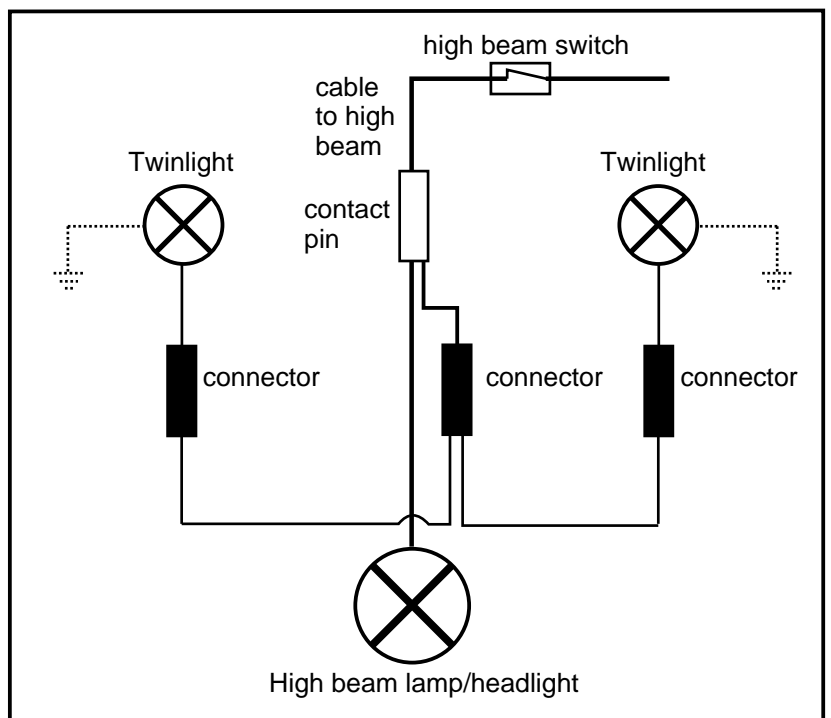 high beam switch
cable
to high
beam
Twinlight
Twinlight
contact
pin
connector
connector
connector
High beam lamp/headlight